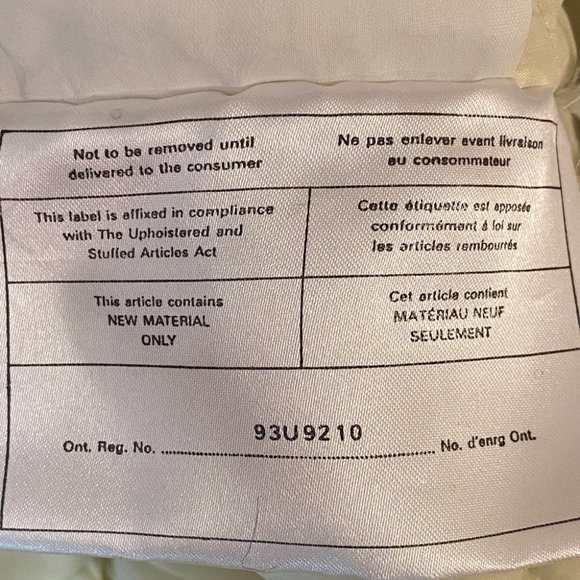 Not to be removed until
delivered to the consumer
Ne pas enlever avant livraison
au consommateur
This label is affixed in compliance
with The Upholstered and
Stuffed Articles Act
Cette étiquette est apposée
conformément à loi sur
les articles rembourrés
This article contains
NEW MATERIAL
ONLY
Cet article contient
MATÉRIAU NEUF
SEULEMENT
Ont. Reg. No. 93U9210 No. d'enrg Ont.